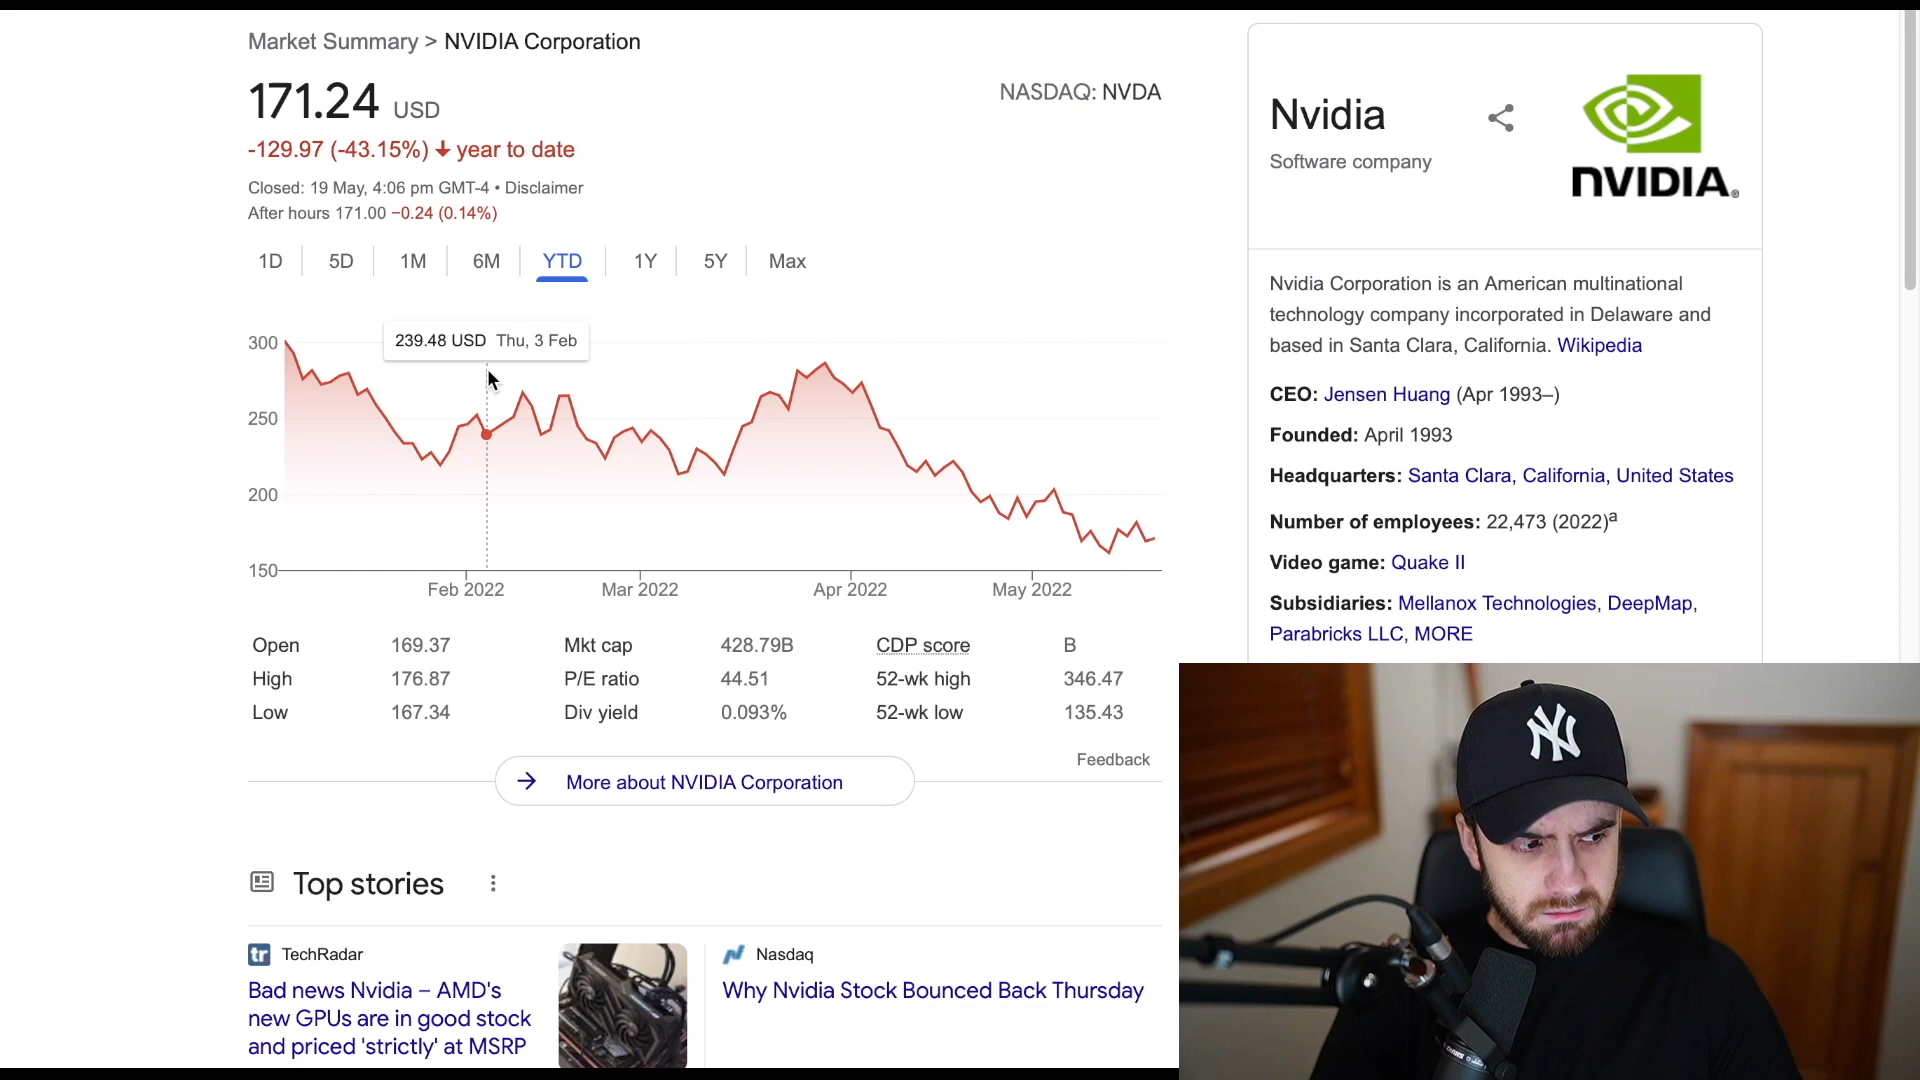 Market Summary > NVIDIA Corporation
171.24 USD
NASDAQ: NVDA
-129.97 (-43.15%) ↓ year to date
Closed: 19 May, 4:06 pm GMT-4 • Disclaimer
After hours 171.00 −0.24 (0.14%)
1D 5D 1M 6M YTD 1Y 5Y Max
239.48 USD Thu, 3 Feb
300
250
200
150
Feb 2022 Mar 2022 Apr 2022 May 2022
Open 169.37 Mkt cap 428.79B CDP score B
High 176.87 P/E ratio 44.51 52-wk high 346.47
Low 167.34 Div yield 0.093% 52-wk low 135.43
Feedback
More about NVIDIA Corporation
Top stories
tr TechRadar
Bad news Nvidia – AMD's
new GPUs are in good stock
and priced 'strictly' at MSRP
Nasdaq
Why Nvidia Stock Bounced Back Thursday
Nvidia
Software company
NVIDIA®
Nvidia Corporation is an American multinational
technology company incorporated in Delaware and
based in Santa Clara, California. Wikipedia
CEO: Jensen Huang (Apr 1993–)
Founded: April 1993
Headquarters: Santa Clara, California, United States
Number of employees: 22,473 (2022)ª
Video game: Quake II
Subsidiaries: Mellanox Technologies, DeepMap,
Parabricks LLC, MORE
NY